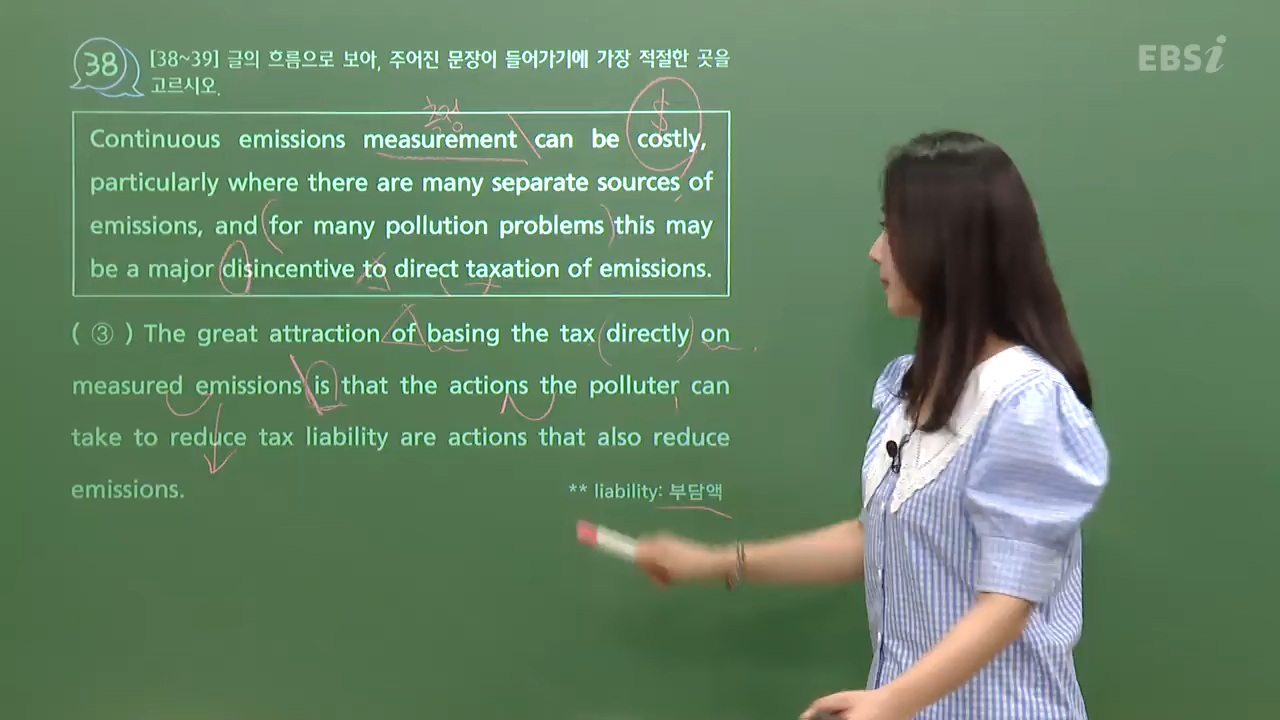 38 [38~39] 글의 흐름으로 보아, 주어진 문장이 들어가기에 가장 적절한 곳을
고르시오.
EBSi
$
Continuous emissions measurement can be costly,
particularly where there are many separate sources of
emissions, and for many pollution problems this may
be a major disincentive to direct taxation of emissions.
( ③ ) The great attraction of basing the tax directly on
measured emissions is that the actions the polluter can
take to reduce tax liability are actions that also reduce
emissions.
** liability: 부담액